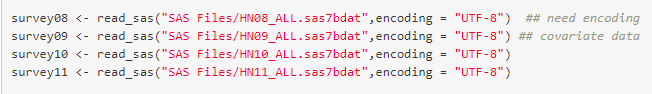 survey08 <- read_sas("SAS Files/HN08_ALL.sas7bdat",encoding = "UTF-8")  ## need encoding
survey09 <- read_sas("SAS Files/HN09_ALL.sas7bdat",encoding = "UTF-8") ## covariate data
survey10 <- read_sas("SAS Files/HN10_ALL.sas7bdat",encoding = "UTF-8")
survey11 <- read_sas("SAS Files/HN11_ALL.sas7bdat",encoding = "UTF-8")